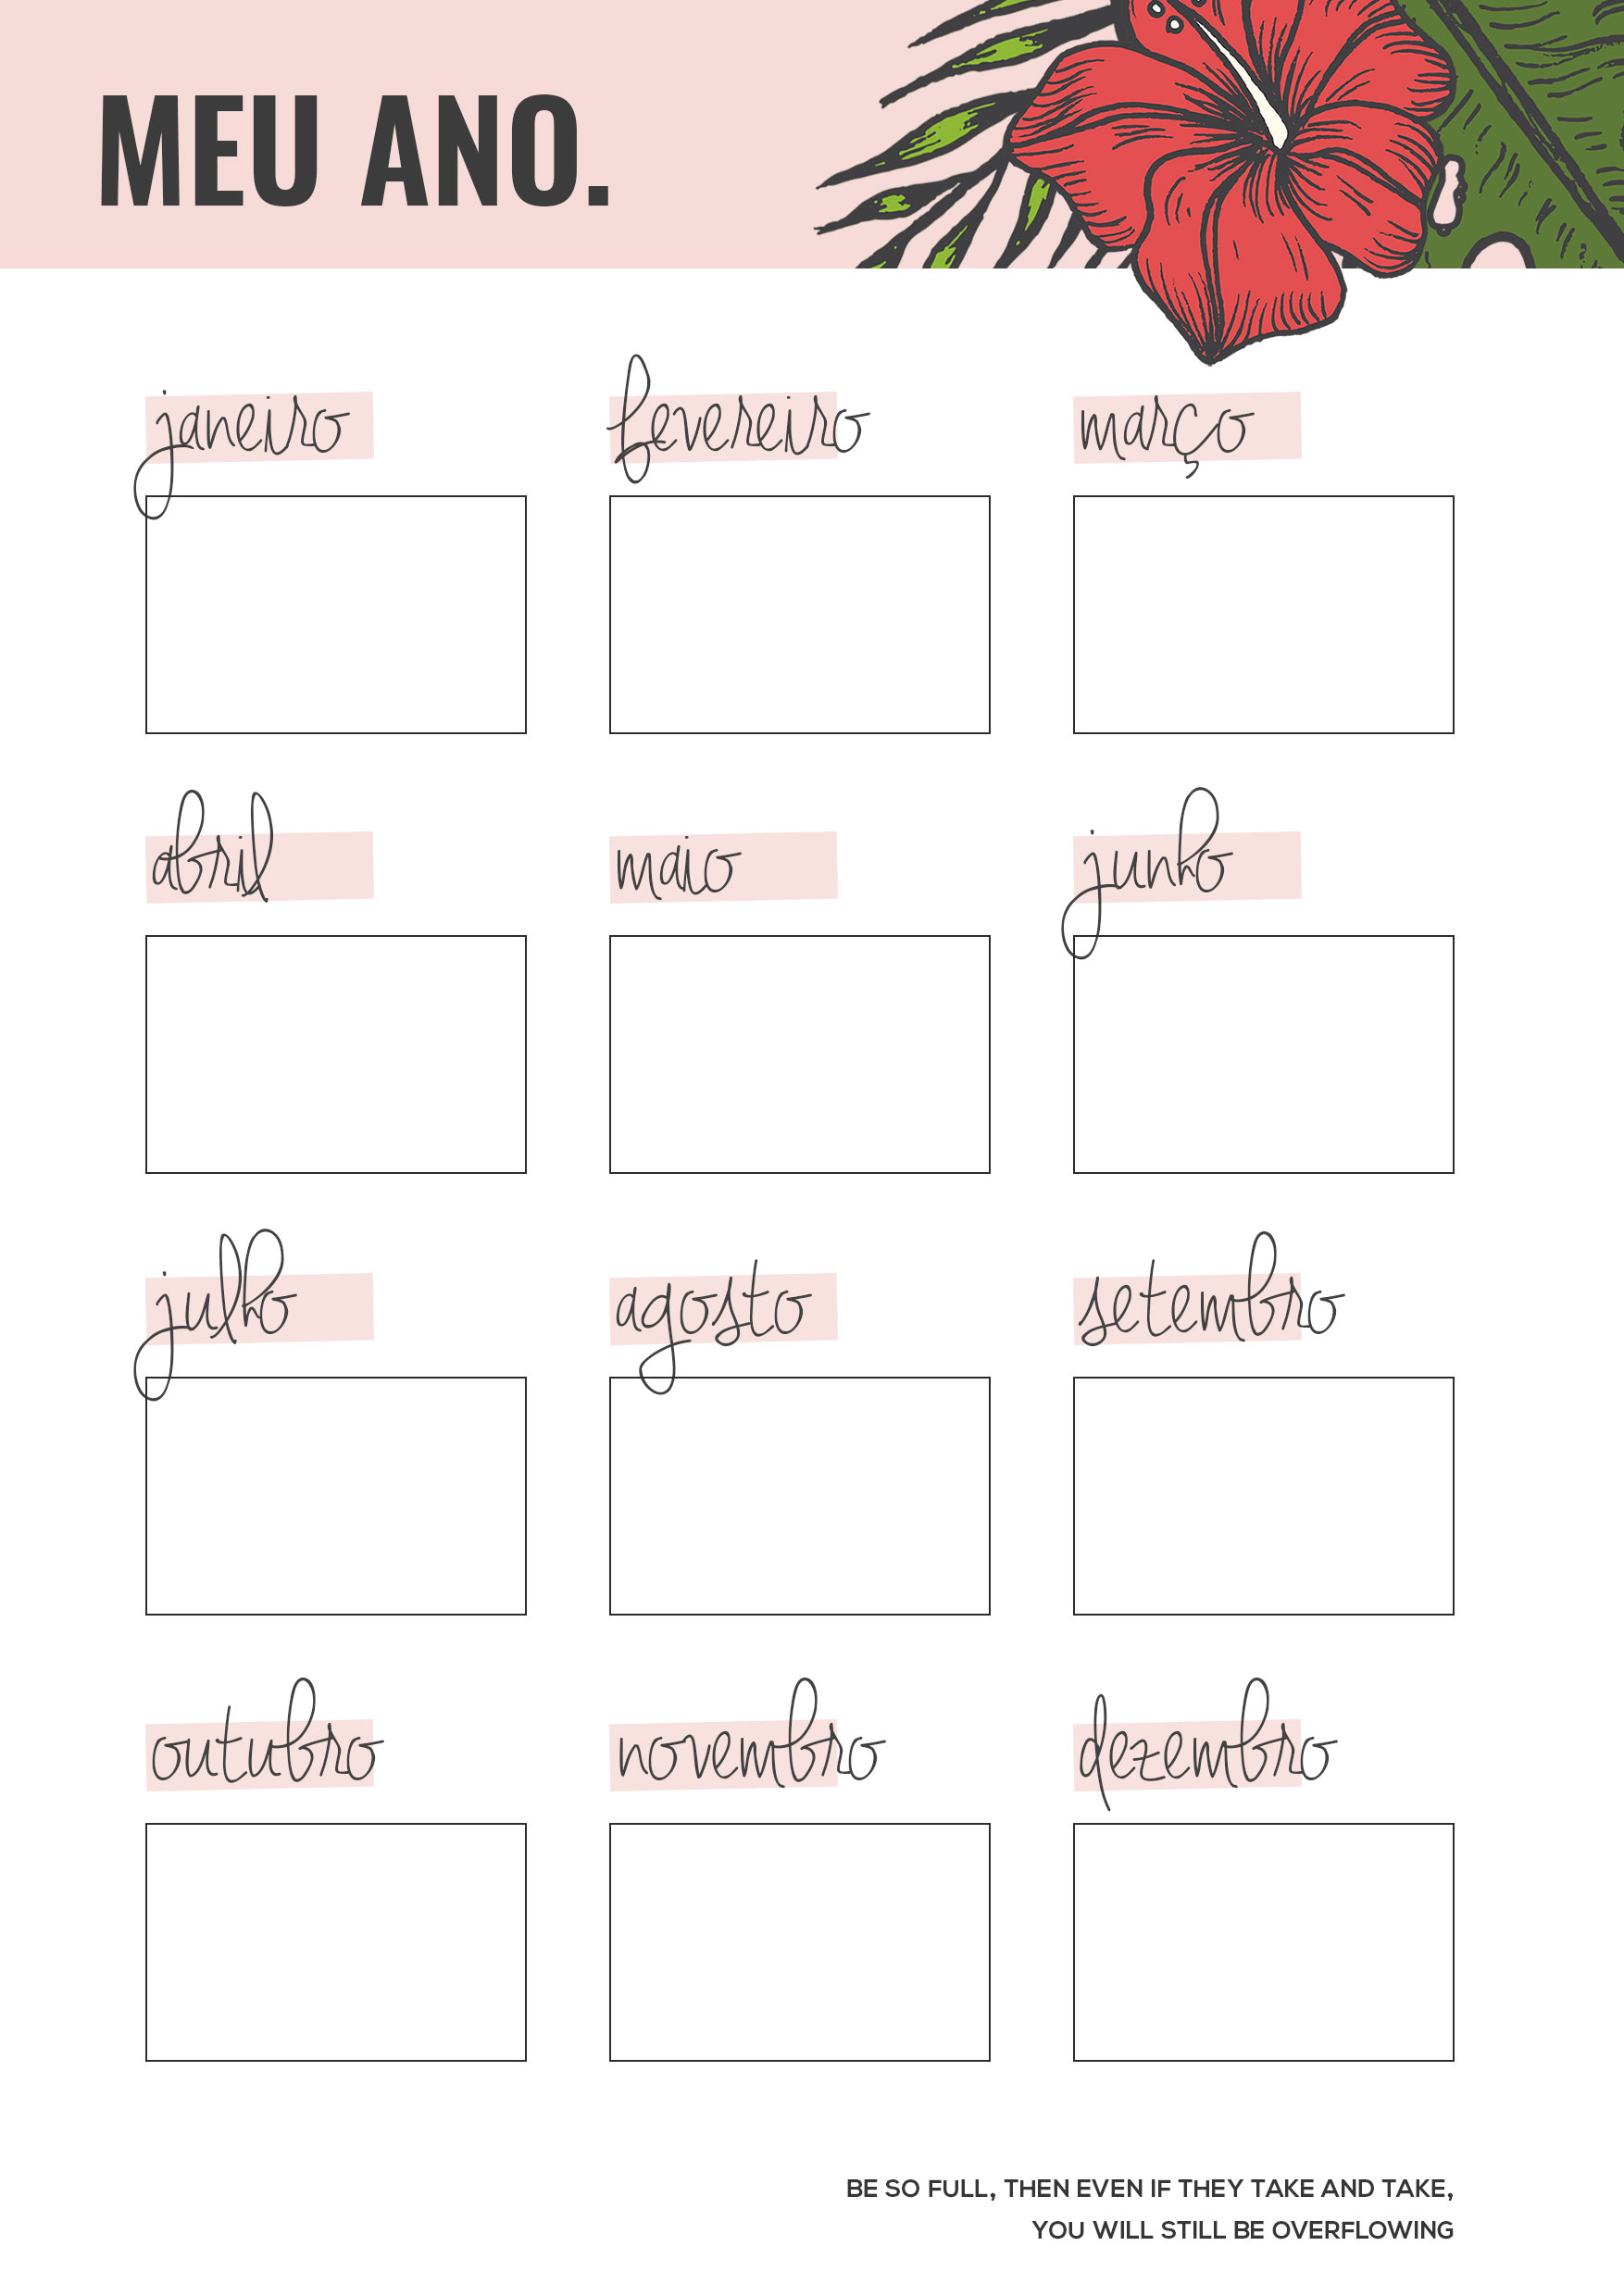 MEU ANO.
janeiro fevereiro março
abril maio junho
julho agosto setembro
outubro novembro dezembro
BE SO FULL, THEN EVEN IF THEY TAKE AND TAKE,
YOU WILL STILL BE OVERFLOWING